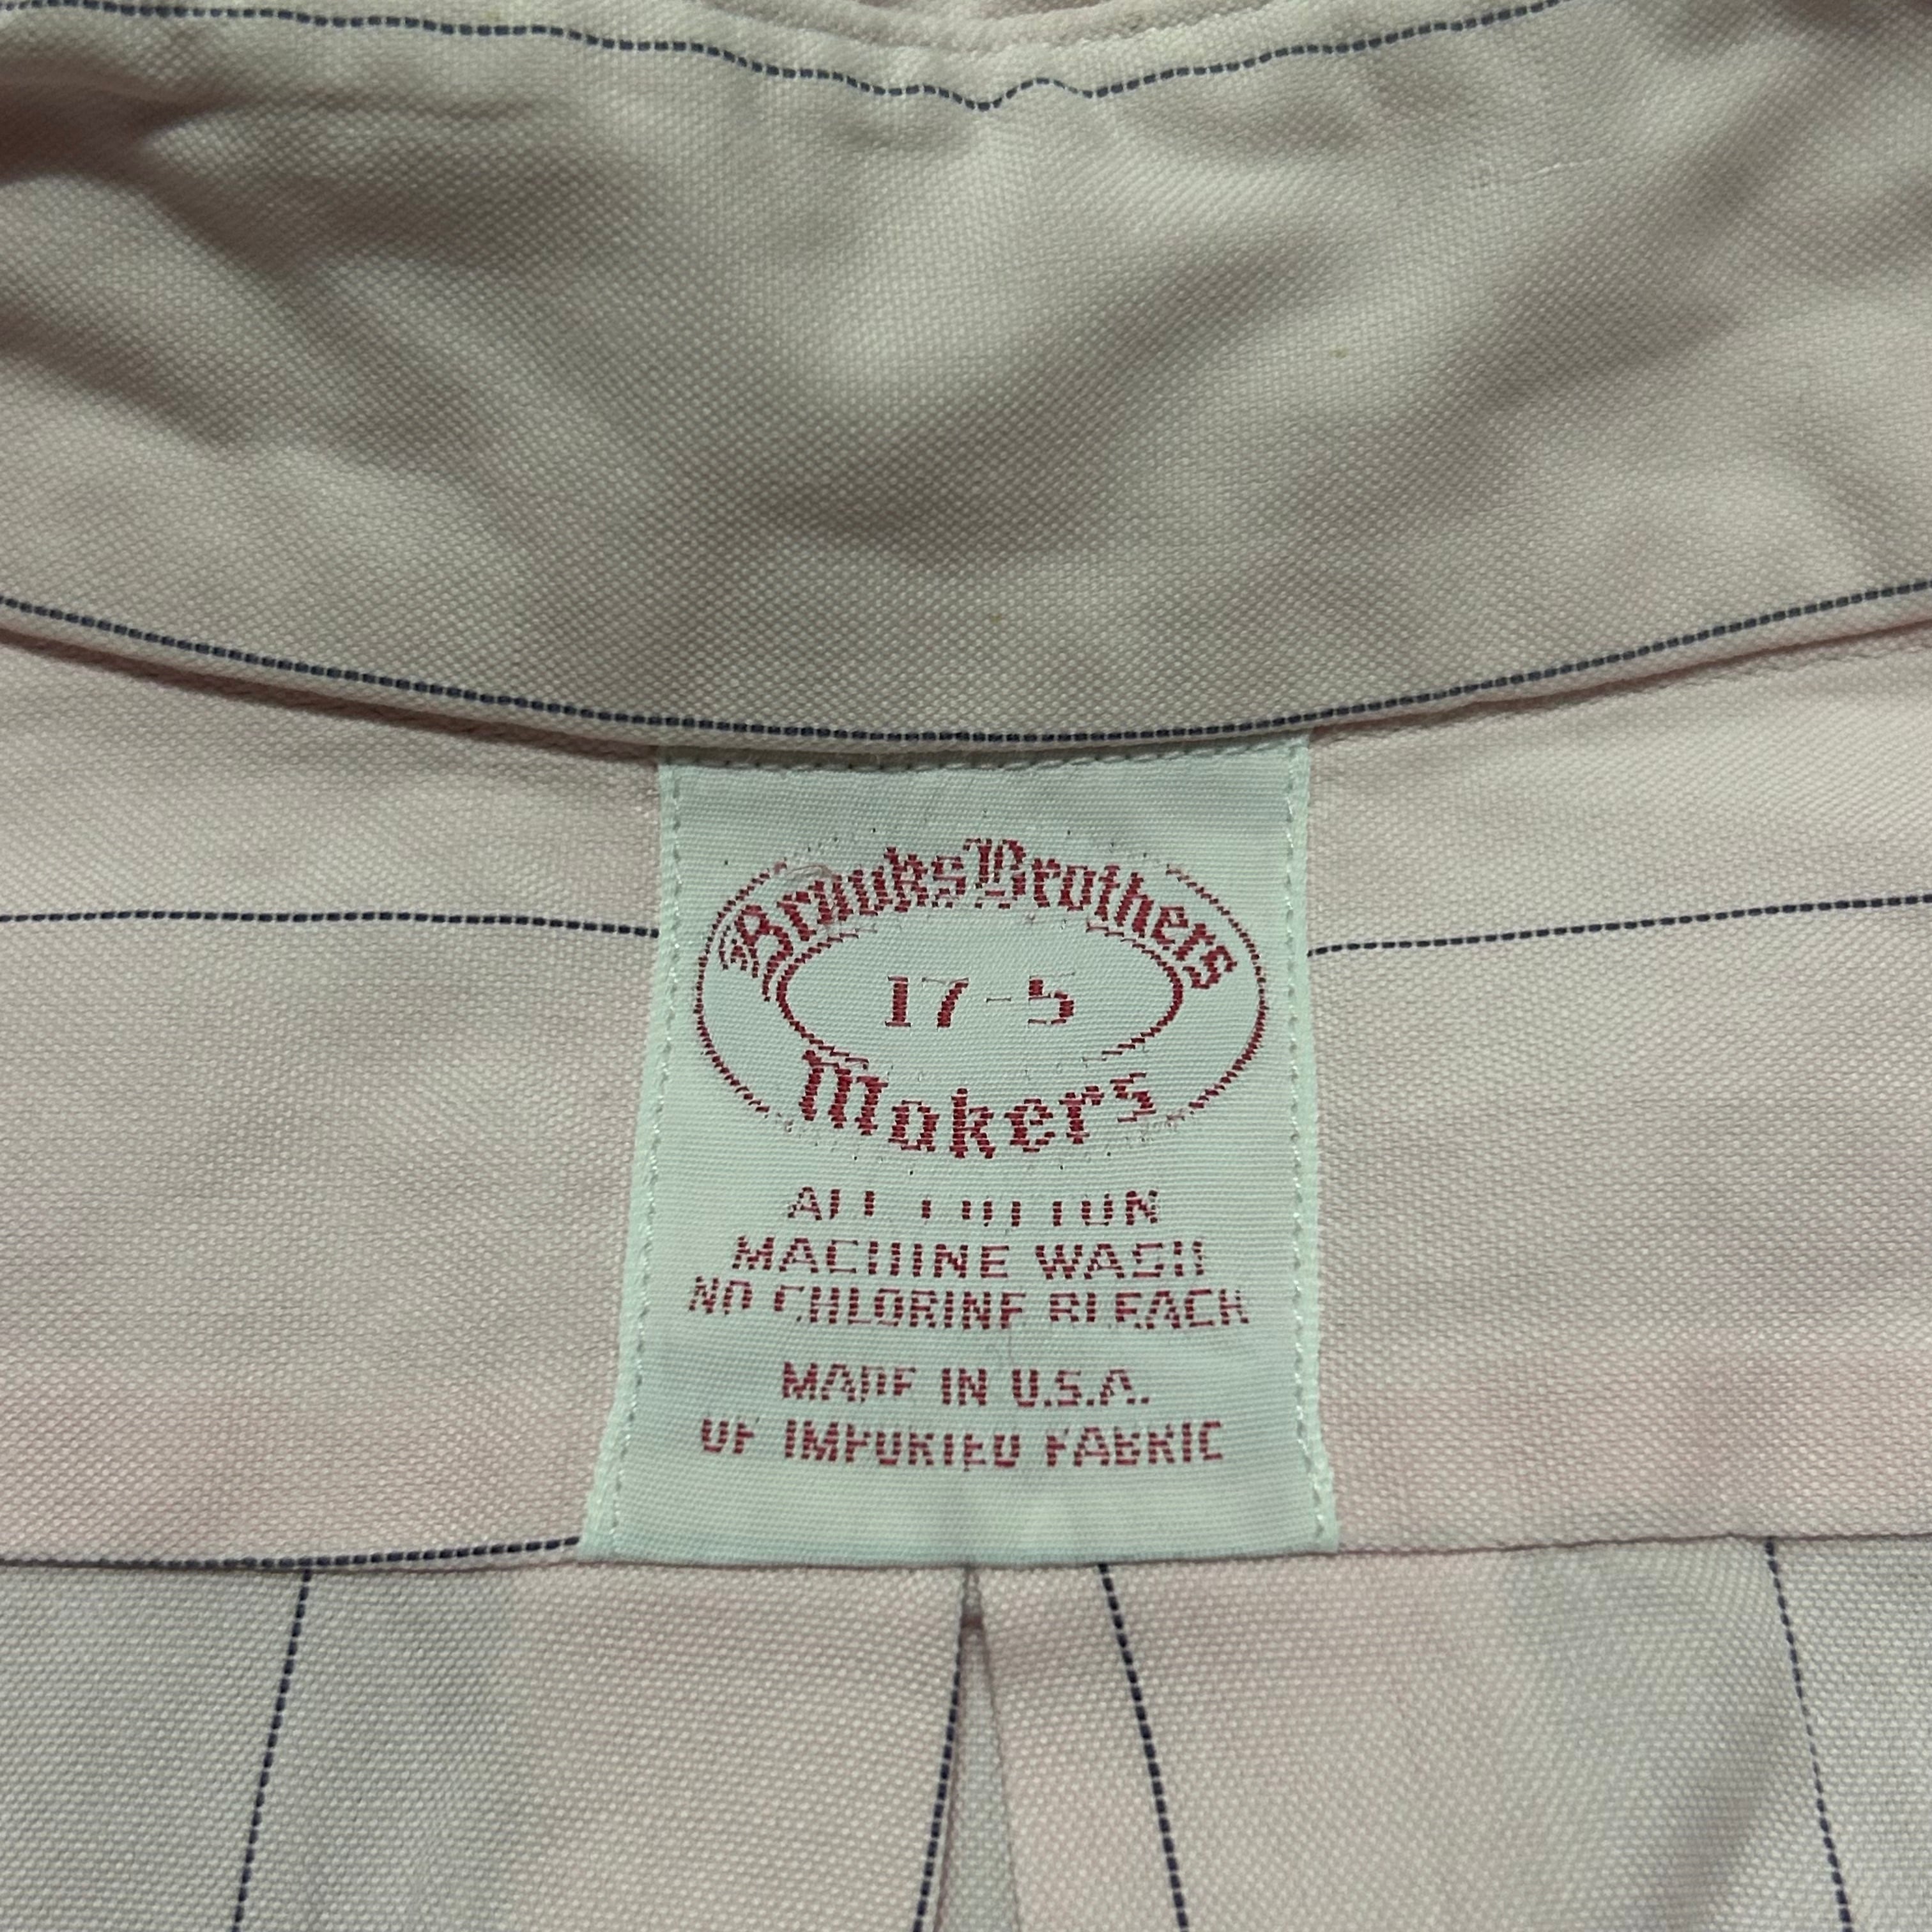 Brooks Brothers
17-5
Makers
ALL COTTON
MACHINE WASH
NO CHLORINE BLEACH
MADE IN U.S.A.
OF IMPORTED FABRIC